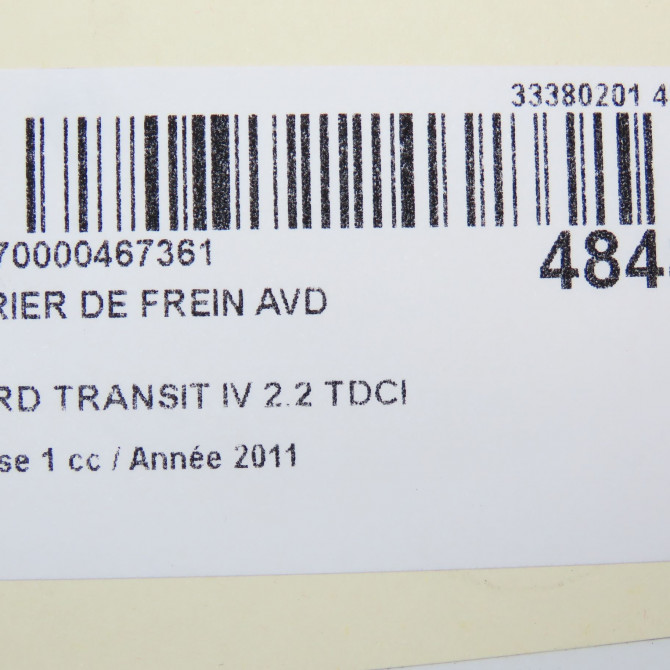 33380201 4
70000467361
484
RIER DE FREIN AVD
RD TRANSIT IV 2.2 TDCI
se 1 cc / Année 2011